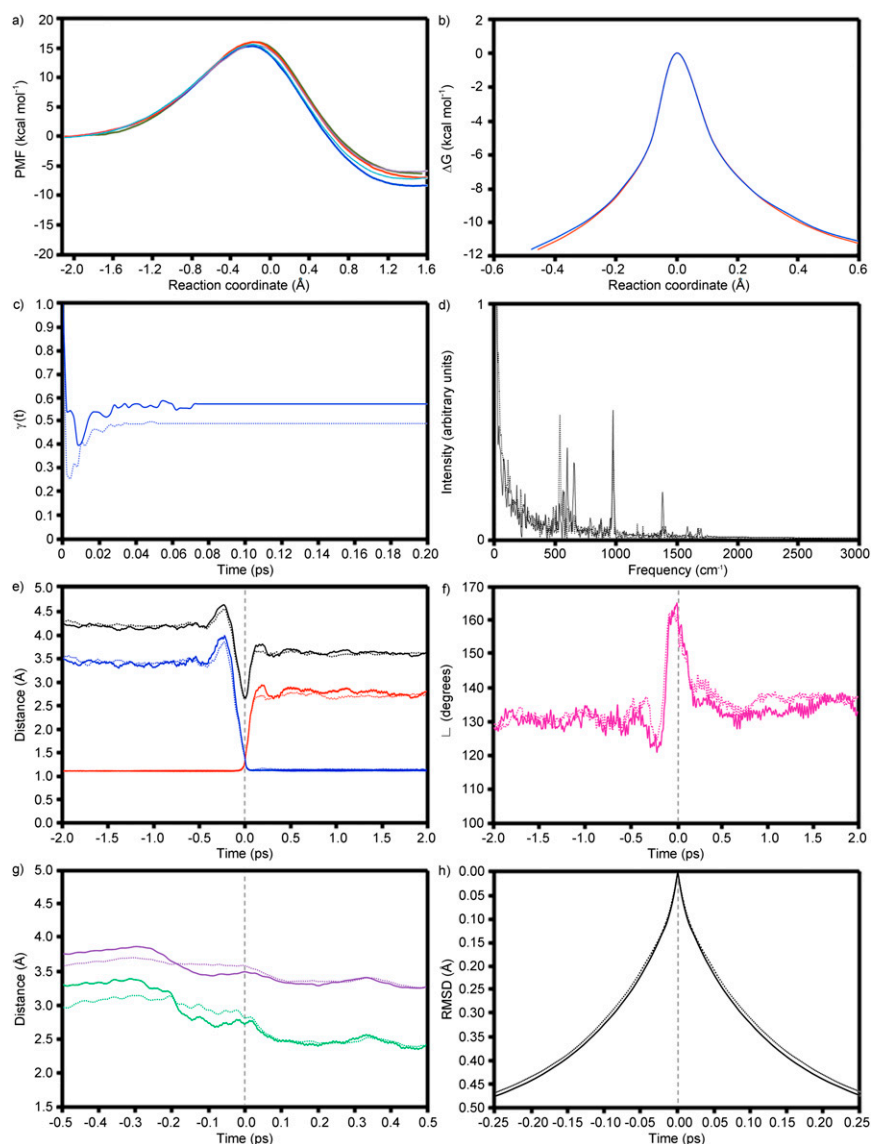 a)
PMF (kcal mol⁻¹)
20
15
10
5
0
-5
-10
-15
-20
-2.0 -1.6 -1.2 -0.8 -0.4 0.0 0.4 0.8 1.2 1.6
Reaction coordinate (Å)
b)
ΔG (kcal mol⁻¹)
0
-2
-4
-6
-8
-10
-12
-0.6 -0.4 -0.2 0.0 0.2 0.4 0.6
Reaction coordinate (Å)
c)
γ(t)
1.0
0.9
0.8
0.7
0.6
0.5
0.4
0.3
0.2
0.1
0
0 0.02 0.04 0.06 0.08 0.10 0.12 0.14 0.16 0.18 0.20
Time (ps)
d)
Intensity (arbitrary units)
1
0
0 500 1000 1500 2000 2500 3000
Frequency (cm⁻¹)
e)
Distance (Å)
5.0
4.5
4.0
3.5
3.0
2.5
2.0
1.5
1.0
0.5
0.0
-2.0 -1.5 -1.0 -0.5 0.0 0.5 1.0 1.5 2.0
Time (ps)
f)
∟ (degrees)
170
160
150
140
130
120
110
100
-2.0 -1.5 -1.0 -0.5 0.0 0.5 1.0 1.5 2.0
Time (ps)
g)
Distance (Å)
5.0
4.5
4.0
3.5
3.0
2.5
2.0
1.5
-0.5 -0.4 -0.3 -0.2 -0.1 0.0 0.1 0.2 0.3 0.4 0.5
Time (ps)
h)
RMSD (Å)
0.00
0.05
0.10
0.15
0.20
0.25
0.30
0.35
0.40
0.45
0.50
-0.25 -0.20 -0.15 -0.10 -0.05 0.00 0.05 0.10 0.15 0.20 0.25
Time (ps)